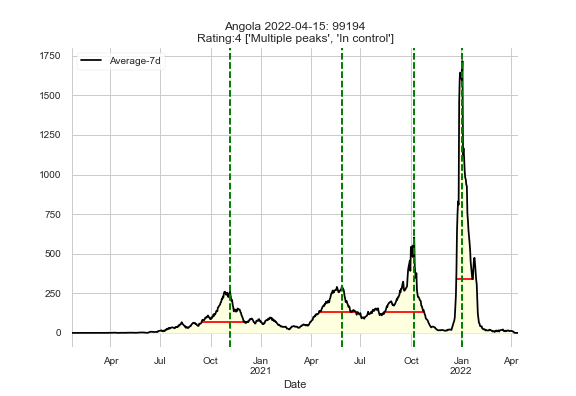 Angola 2022-04-15: 99194
Rating:4 ['Multiple peaks', 'In control']
Average-7d
1750
1500
1250
1000
750
500
250
0
Apr
Jul
Oct
Jan
2021
Apr
Jul
Oct
Jan
2022
Apr
Date